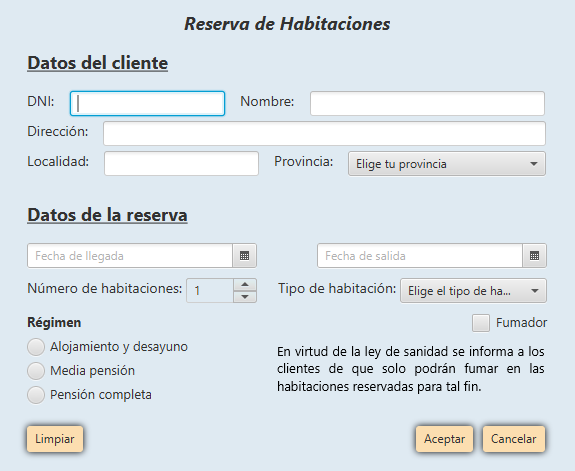 Reserva de Habitaciones
Datos del cliente
DNI: Nombre:
Dirección:
Localidad: Provincia: Elige tu provincia
Datos de la reserva
Fecha de llegada Fecha de salida
Número de habitaciones: 1 Tipo de habitación: Elige el tipo de ha...
Régimen Fumador
Alojamiento y desayuno
Media pensión
Pensión completa
En virtud de la ley de sanidad se informa a los
clientes de que solo podrán fumar en las
habitaciones reservadas para tal fin.
Limpiar Aceptar Cancelar